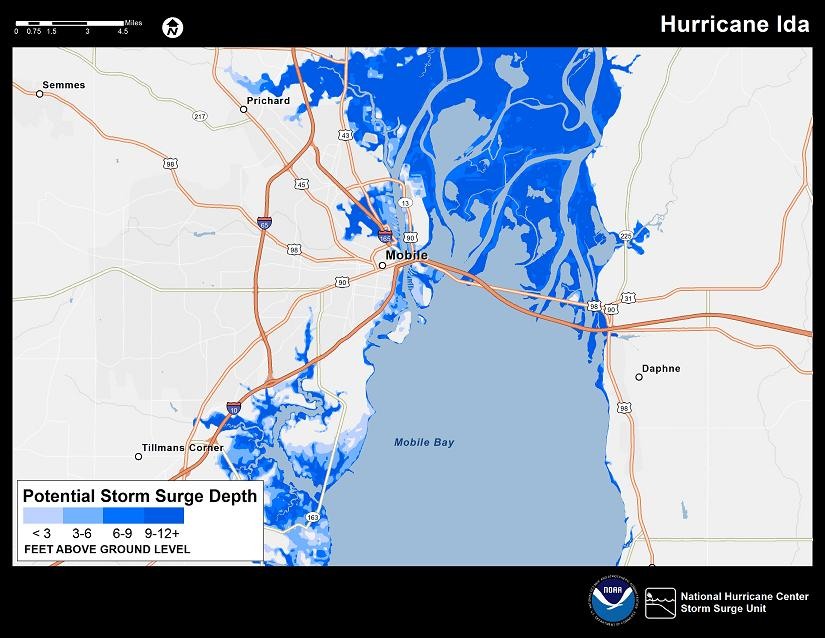 Miles
0 0.75 1.5 3 4.5
N
Hurricane Ida
Semmes
Prichard
217
43
98
45
13
65
165
90
225
98
Mobile
90
31
98
90
Daphne
10
98
Tillmans Corner
Mobile Bay
163
Potential Storm Surge Depth
< 3 3-6 6-9 9-12+
FEET ABOVE GROUND LEVEL
NOAA
National Hurricane Center
Storm Surge Unit